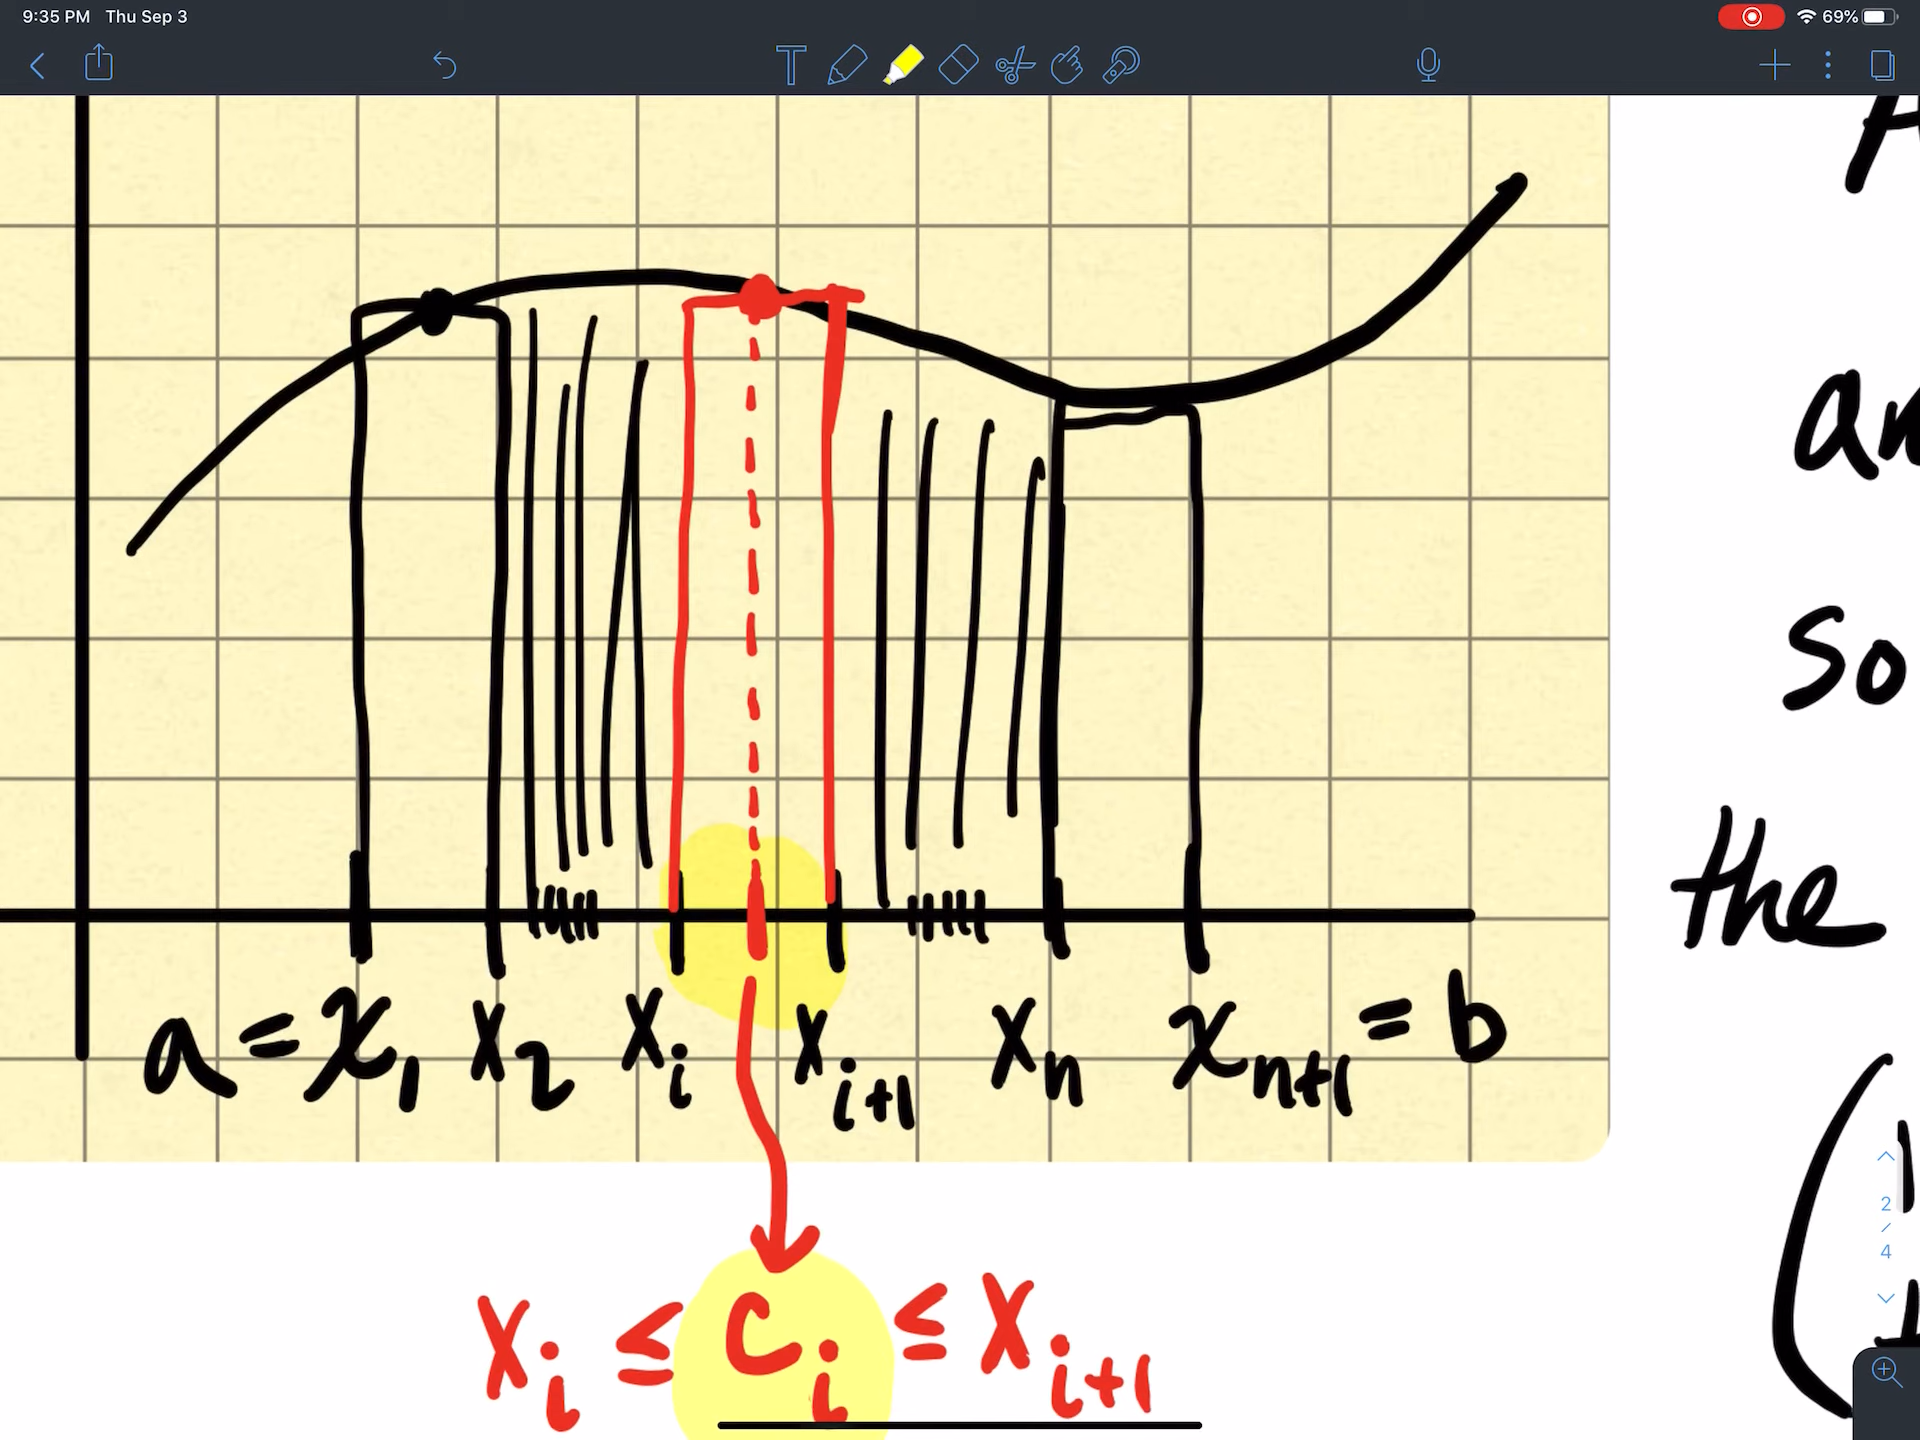 9:35 PM Thu Sep 3
69%
T
an
so
the
a = x₁ x₂ xᵢ xᵢ₊₁ xₙ xₙ₊₁ = b
2
/
4
xᵢ ≤ cᵢ ≤ xᵢ₊₁